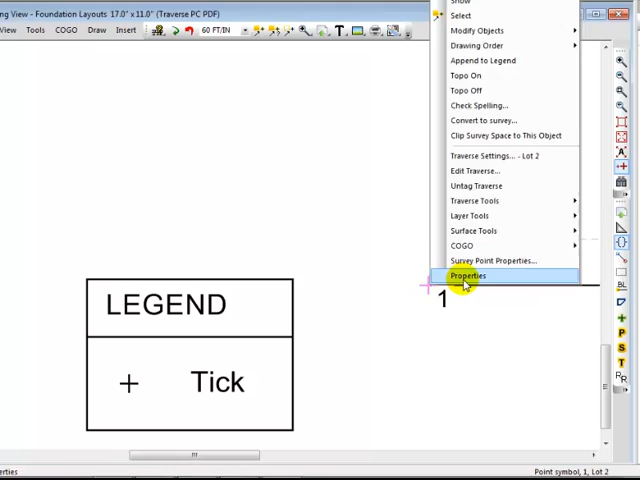 ng View - Foundation Layouts 17.0" x 11.0" (Traverse PC PDF)
View Tools COGO Draw Insert
60 FT/IN
Show
Select
Modify Objects
Drawing Order
Append to Legend
Topo On
Topo Off
Check Spelling...
Convert to survey...
Clip Survey Space to This Object
Traverse Settings... - Lot 2
Edit Traverse...
Untag Traverse
Traverse Tools
Layer Tools
Surface Tools
COGO
Survey Point Properties...
Properties
1
LEGEND
+ Tick
A
BL
P
S
T
erties
Point symbol, 1, Lot 2